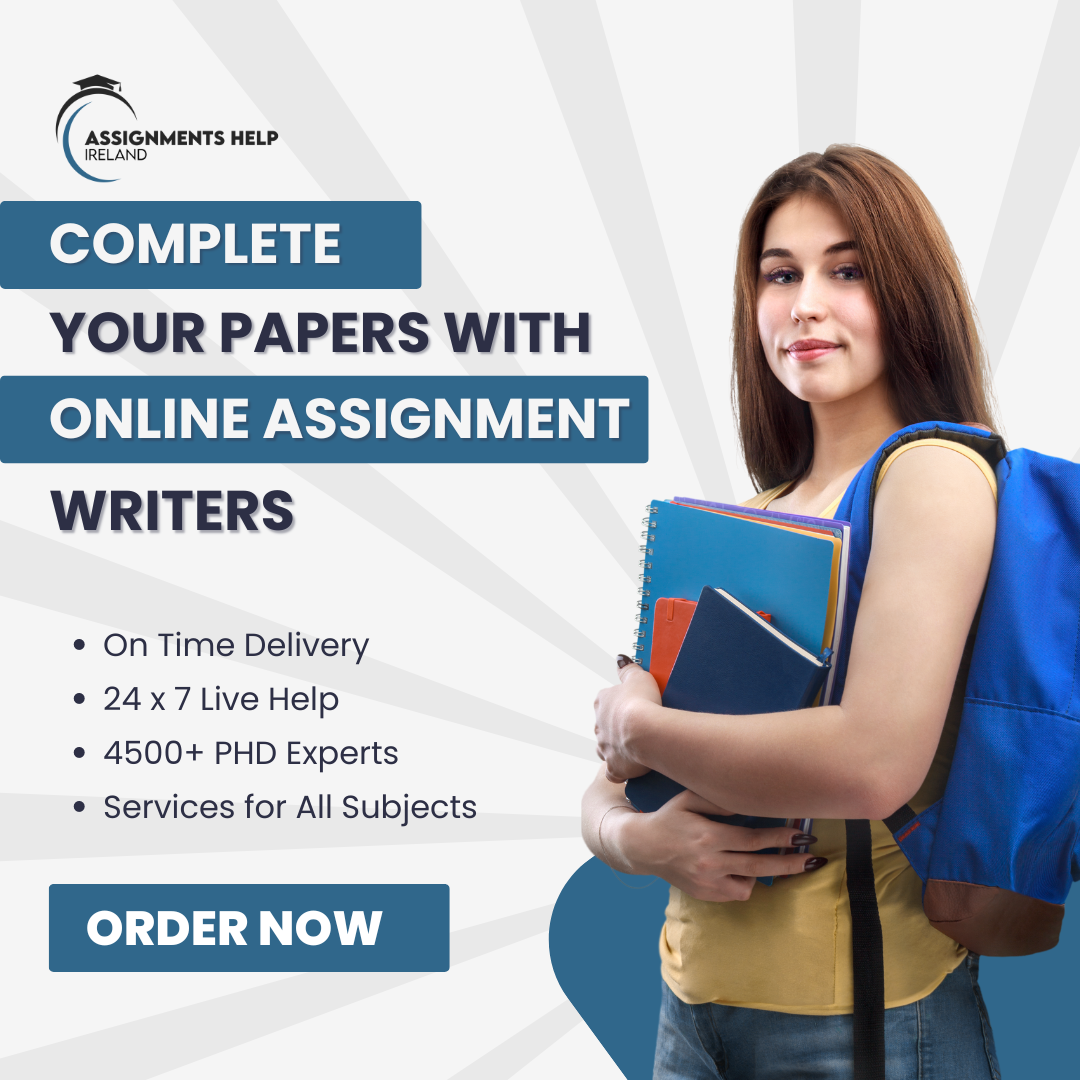 ASSIGNMENTS HELP
IRELAND
COMPLETE
YOUR PAPERS WITH
ONLINE ASSIGNMENT
WRITERS
• On Time Delivery
• 24 x 7 Live Help
• 4500+ PHD Experts
• Services for All Subjects
ORDER NOW